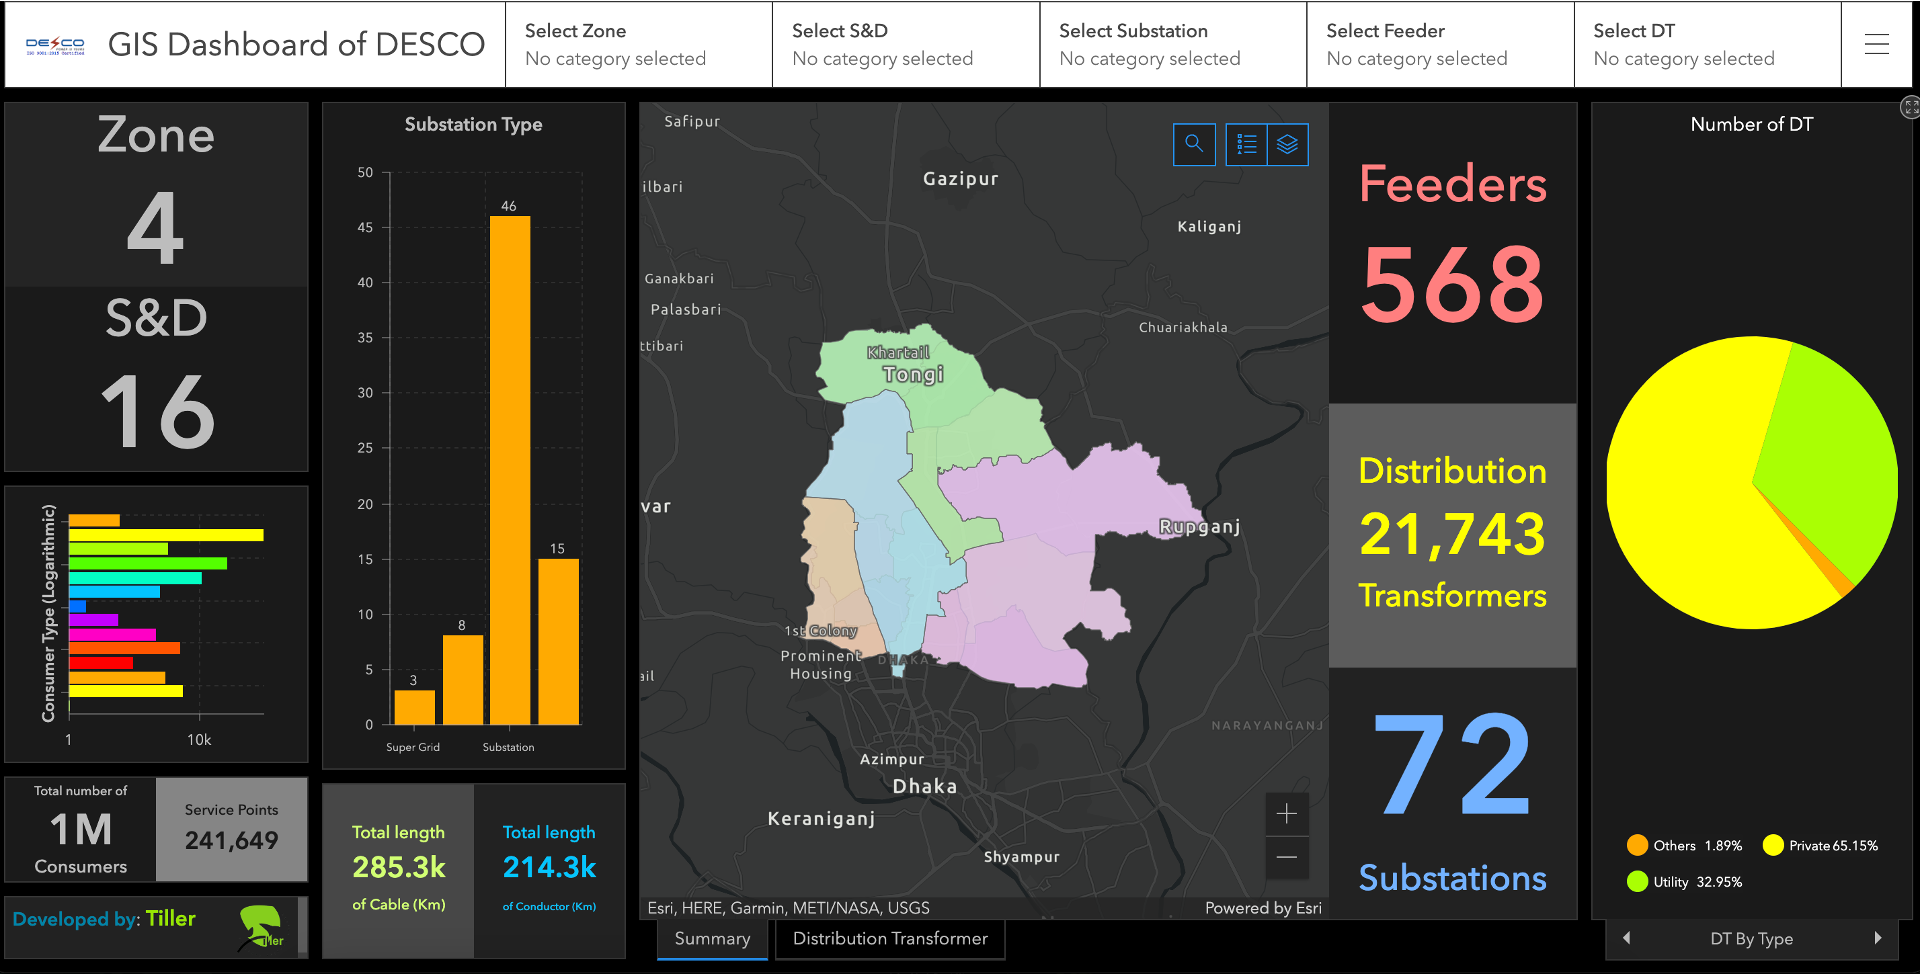 DESCO
ISO 9001:2015 Certified
GIS Dashboard of DESCO
Select Zone
No category selected
Select S&D
No category selected
Select Substation
No category selected
Select Feeder
No category selected
Select DT
No category selected
Zone
4
S&D
16
Consumer Type (Logarithmic)
1
10k
Total number of
1M
Consumers
Service Points
241,649
Developed by: Tiller
Tiller
Substation Type
50
45
40
35
30
25
20
15
10
5
0
3
8
46
15
Super Grid
Substation
Total length
285.3k
of Cable (Km)
Total length
214.3k
of Conductor (Km)
Safipur
Gazipur
ilbari
Kaliganj
Ganakbari
Palasbari
Chuariakhala
ttibari
Khartail
Tongi
var
Rupganj
1st Colony
Prominent
Housing
DHAKA
ail
NARAYANGANJ
Azimpur
Dhaka
Keraniganj
Shyampur
Esri, HERE, Garmin, METI/NASA, USGS
Powered by Esri
Summary
Distribution Transformer
Feeders
568
Distribution
21,743
Transformers
72
Substations
Number of DT
Others 1.89%
Private 65.15%
Utility 32.95%
DT By Type